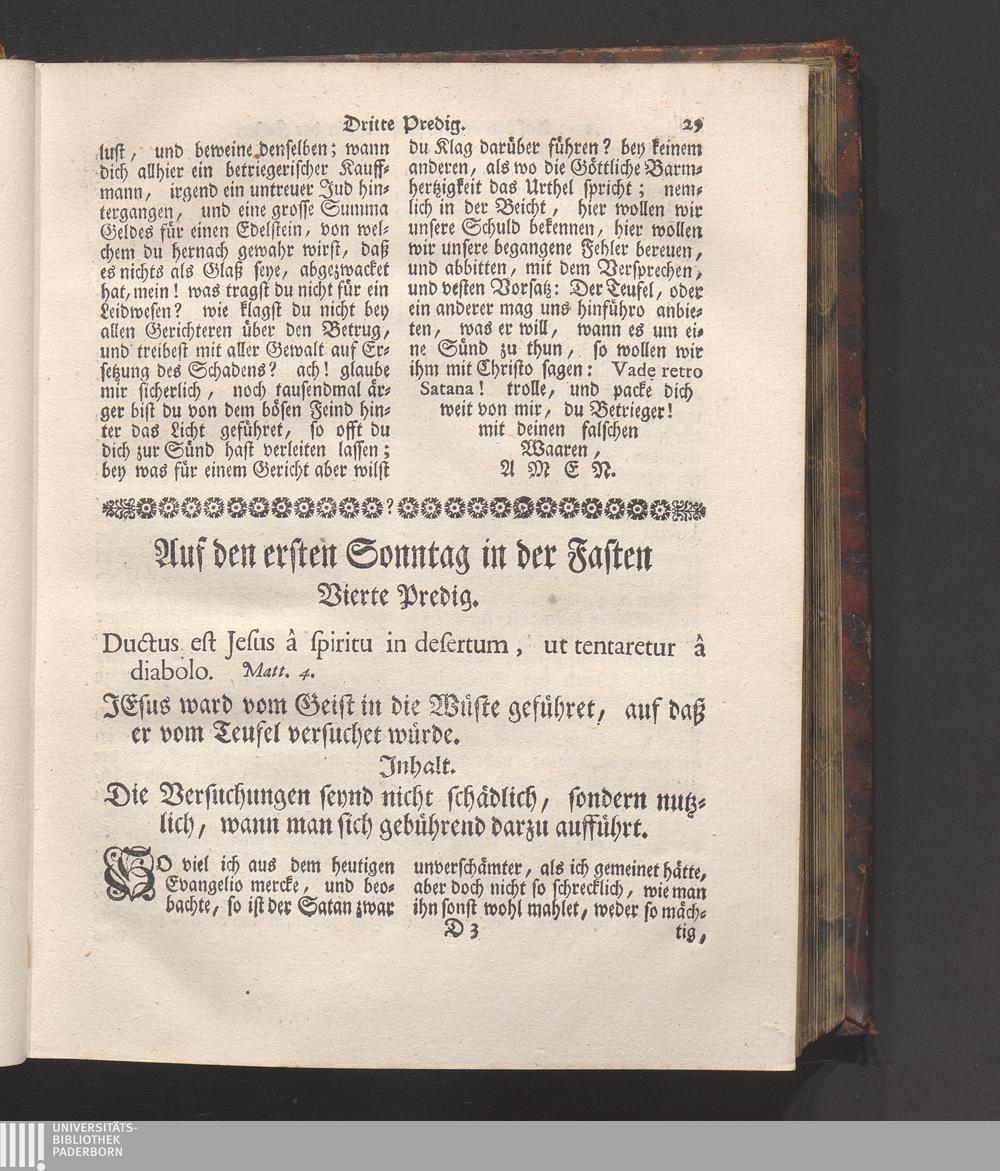 Dritte Predig. 29
lust, und beweine denselben; wann
dich allhier ein betriegerischer Kauff-
mann, irgend ein untreuer Jud hin-
tergangen, und eine grosse Summa
Geldes für einen Edelstein, von wel-
chem du hernach gewahr wirst, daß
es nichts als Glaß seye, abgezwacket
hat, mein! was tragst du nicht für ein
Leidwesen? wie klagst du nicht bey
allen Gerichteren über den Betrug,
und treibest mit aller Gewalt auf Er-
setzung des Schadens? ach! glaube
mir sicherlich, noch tausendmal är-
ger bist du von dem bösen Feind hin-
ter das Licht geführet, so offt du
dich zur Sünd hast verleiten lassen;
bey was für einem Gericht aber wilst
du Klag darüber führen? bey keinem
anderen, als wo die Göttliche Barm-
hertzigkeit das Urthel spricht; nem-
lich in der Beicht, hier wollen wir
unsere Schuld bekennen, hier wollen
wir unsere begangene Fehler bereuen,
und abbitten, mit dem Versprechen,
und vesten Vorsatz: Der Teufel, oder
ein anderer mag uns hinführo anbie-
ten, was er will, wann es um ei-
ne Sünd zu thun, so wollen wir
ihm mit Christo sagen: Vade retro
Satana! trolle, und packe dich
weit von mir, du Betrieger!
mit deinen falschen
Waaren,
A M E N.
Auf den ersten Sonntag in der Fasten
Vierte Predig.
Ductus est Jesus â spiritu in desertum, ut tentaretur â
diabolo. Matt. 4.
JEsus ward vom Geist in die Wüste geführet, auf daß
er vom Teufel versuchet würde.
Inhalt.
Die Versuchungen seynd nicht schädlich, sondern nutz-
lich, wann man sich gebührend darzu aufführt.
SO viel ich aus dem heutigen
Evangelio mercke, und beo-
bachte, so ist der Satan zwar
unverschämter, als ich gemeinet hätte,
aber doch nicht so schrecklich, wie man
ihn sonst wohl mahlet, weder so mäch-
D 3 tig,
UNIVERSITÄTS-
BIBLIOTHEK
PADERBORN